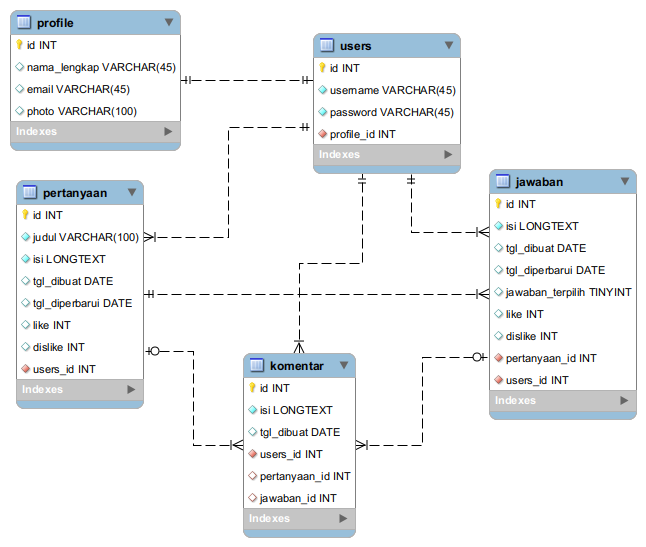 profile
id INT
nama_lengkap VARCHAR(45)
email VARCHAR(45)
photo VARCHAR(100)
Indexes
users
id INT
username VARCHAR(45)
password VARCHAR(45)
profile_id INT
Indexes
pertanyaan
id INT
judul VARCHAR(100)
isi LONGTEXT
tgl_dibuat DATE
tgl_diperbarui DATE
like INT
dislike INT
users_id INT
Indexes
jawaban
id INT
isi LONGTEXT
tgl_dibuat DATE
tgl_diperbarui DATE
jawaban_terpilih TINYINT
like INT
dislike INT
pertanyaan_id INT
users_id INT
Indexes
komentar
id INT
isi LONGTEXT
tgl_dibuat DATE
users_id INT
pertanyaan_id INT
jawaban_id INT
Indexes